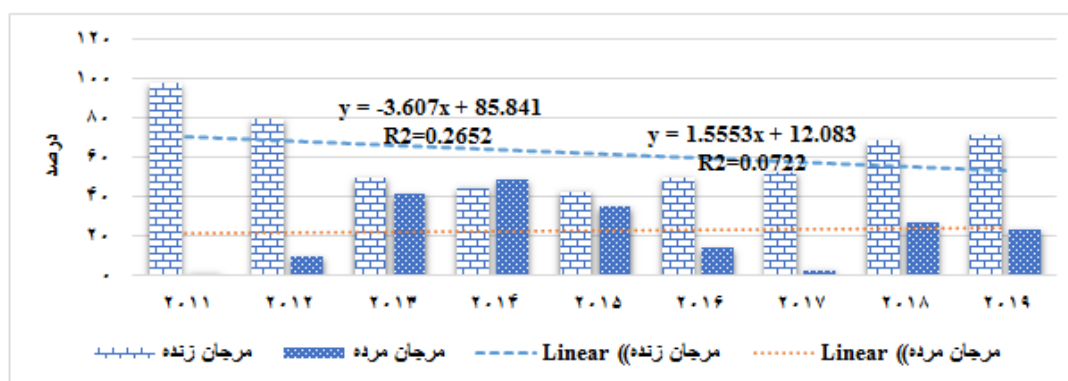 درصد
۱۲۰
۱۰۰
۸۰
۶۰
۴۰
۲۰
۰
y = -3.607x + 85.841
R2=0.2652
y = 1.5553x + 12.083
R2=0.0722
۲۰۱۱ ۲۰۱۲ ۲۰۱۳ ۲۰۱۴ ۲۰۱۵ ۲۰۱۶ ۲۰۱۷ ۲۰۱۸ ۲۰۱۹
مرجان زنده مرجان مرده Linear ((مرجان زنده Linear ((مرجان مرده